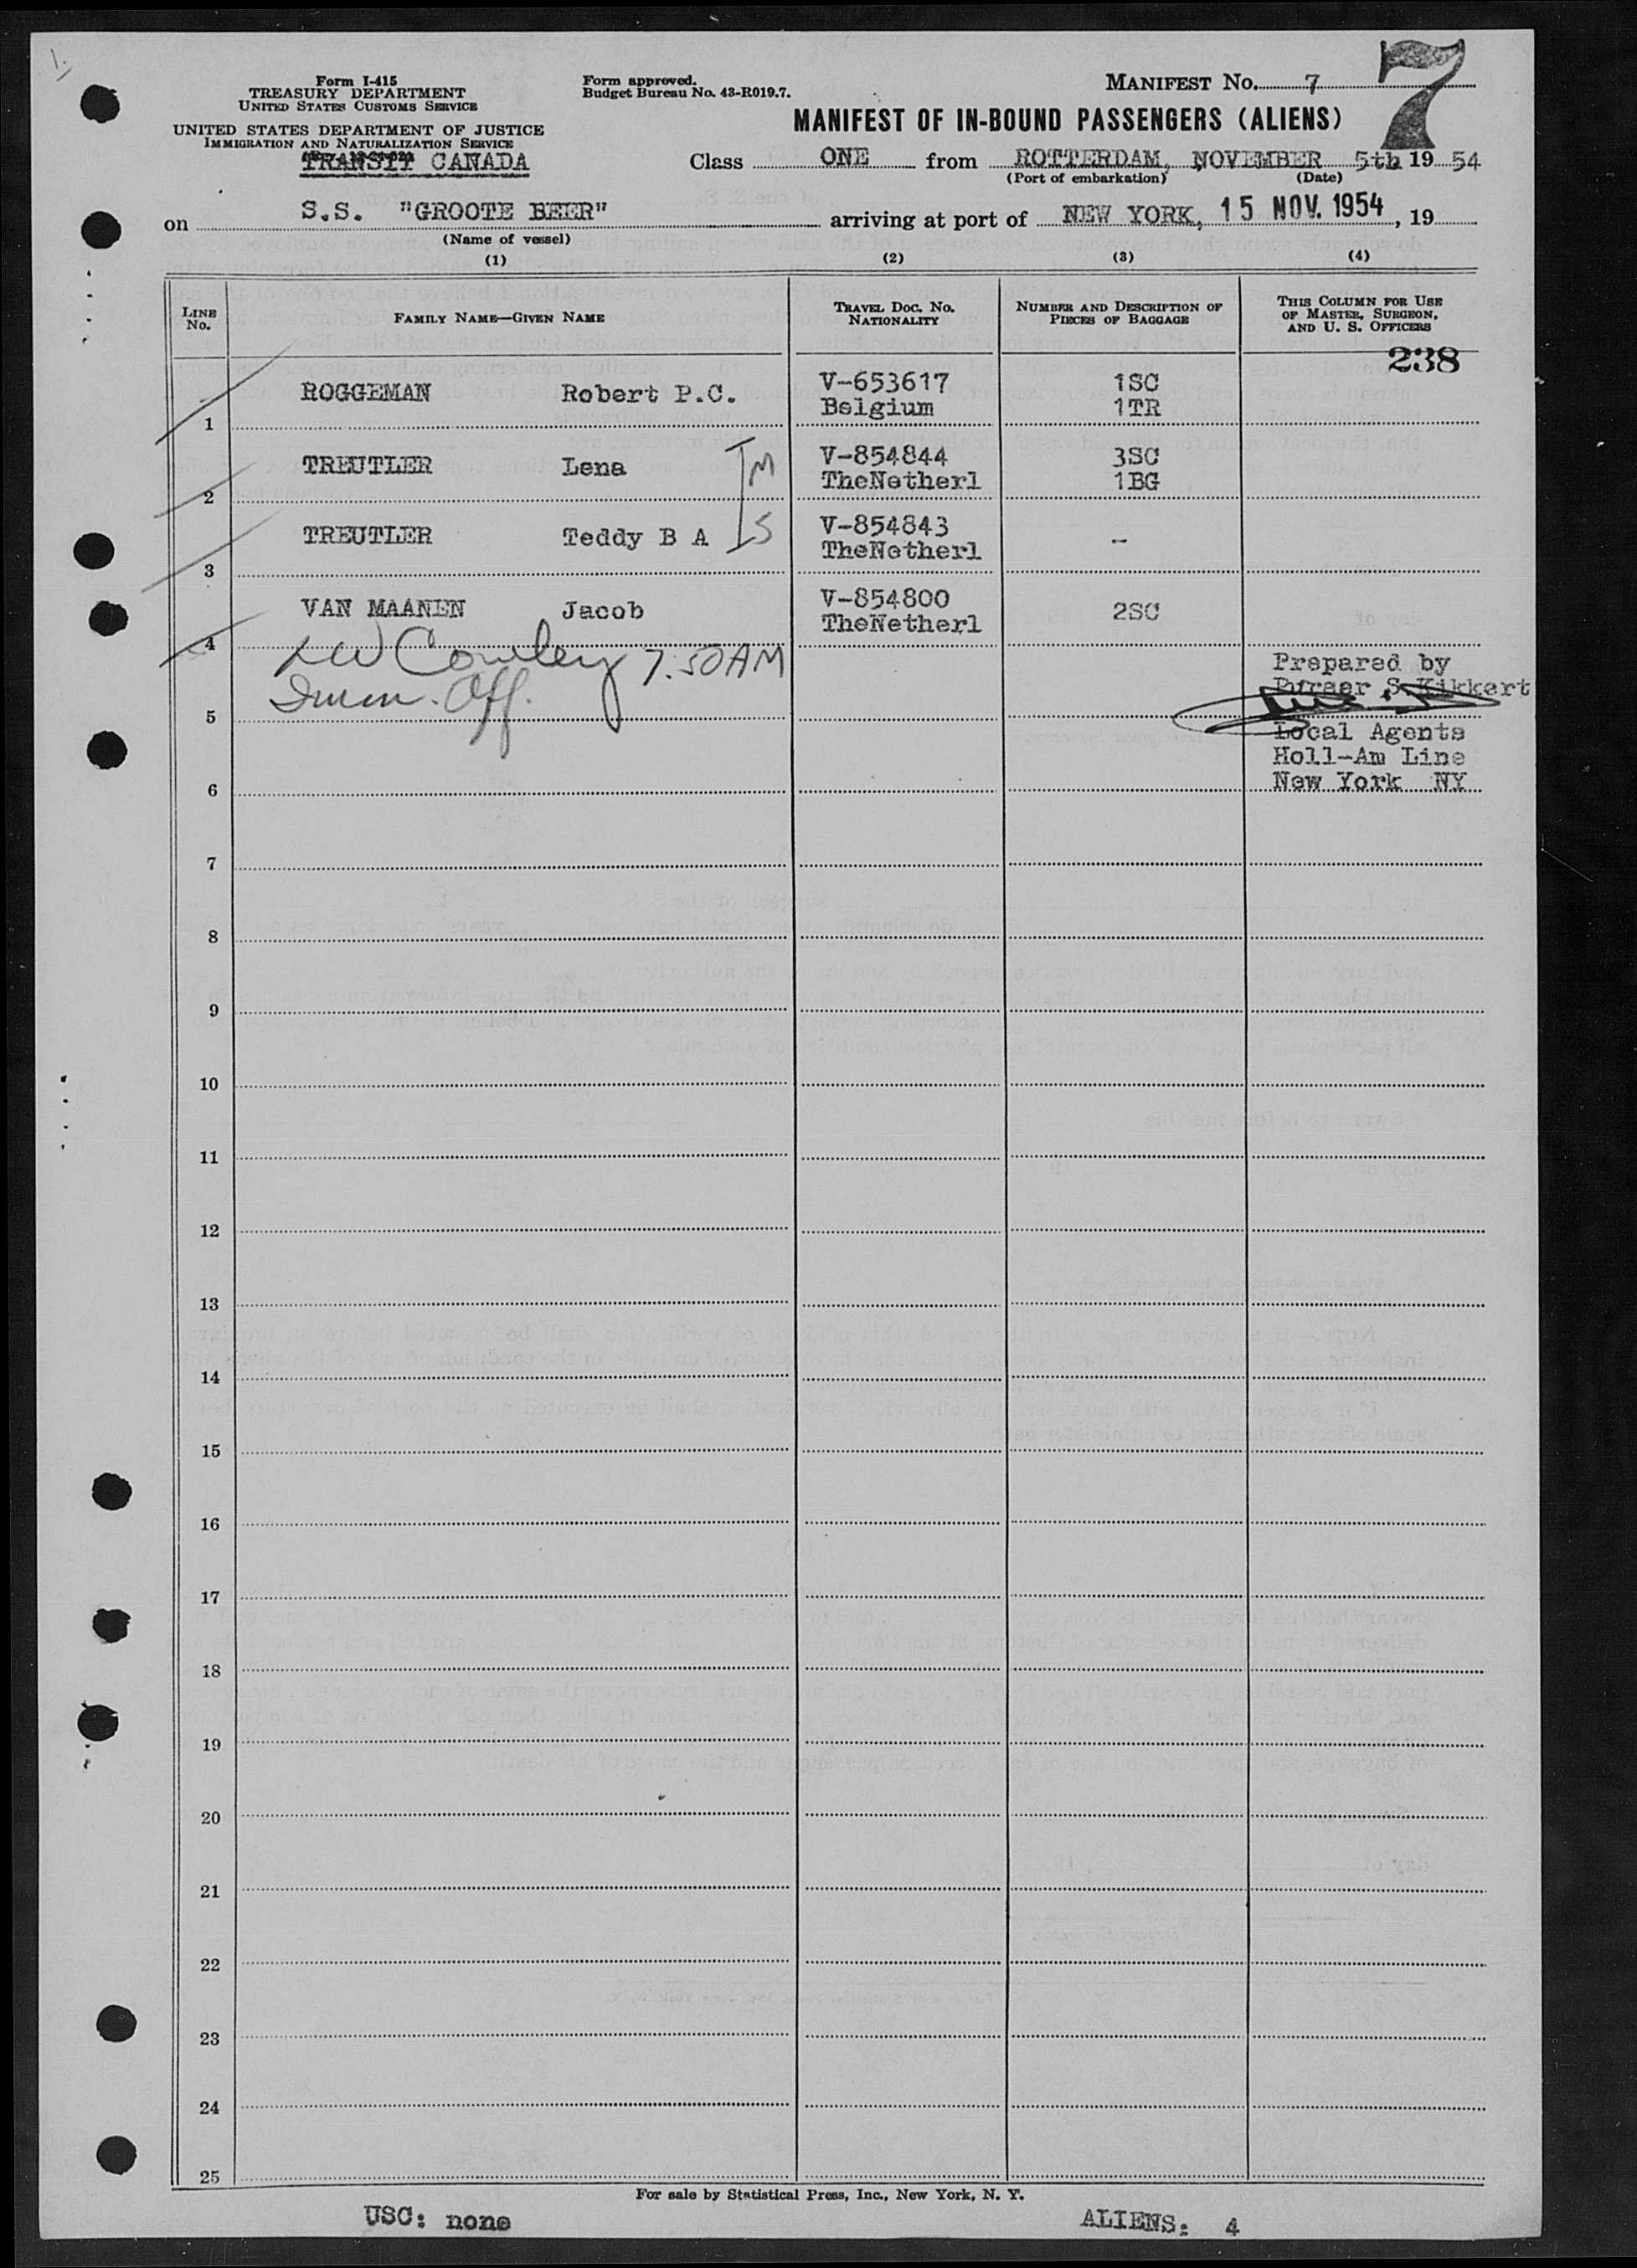 1.
Form I-415
TREASURY DEPARTMENT
UNITED STATES CUSTOMS SERVICE
UNITED STATES DEPARTMENT OF JUSTICE
IMMIGRATION AND NATURALIZATION SERVICE
TRANSIT CANADA
Form approved.
Budget Bureau No. 43-R019.7.
MANIFEST No. 7
7
MANIFEST OF IN-BOUND PASSENGERS (ALIENS)
Class ONE from ROTTERDAM, NOVEMBER 5th 19 54
(Port of embarkation) (Date)
on S.S. "GROOTE BEER" arriving at port of NEW YORK, 15 NOV. 1954, 19
(Name of vessel)
(1) (2) (3) (4)
LINE No. FAMILY NAME—GIVEN NAME TRAVEL DOC. NO. NATIONALITY NUMBER AND DESCRIPTION OF PIECES OF BAGGAGE THIS COLUMN FOR USE OF MASTER, SURGEON, AND U. S. OFFICERS
238
ROGGEMAN Robert P.C. V-653617 1SC
1 Belgium 1TR
TREUTLER Lena M V-854844 3SC
2 TheNetherl 1BG
TREUTLER Teddy B A S V-854843 -
3 TheNetherl
VAN MAANEN Jacob V-854800 2SC
4 TheNetherl
Cowley 7.50AM
Imm. Off.
Prepared by
Purser S.Kikkert
5
Local Agents
Holl-Am Line
6 New York NY
7
8
9
10
11
12
13
14
15
16
17
18
19
20
21
22
23
24
25
For sale by Statistical Press, Inc., New York, N. Y.
USC: none ALIENS: 4